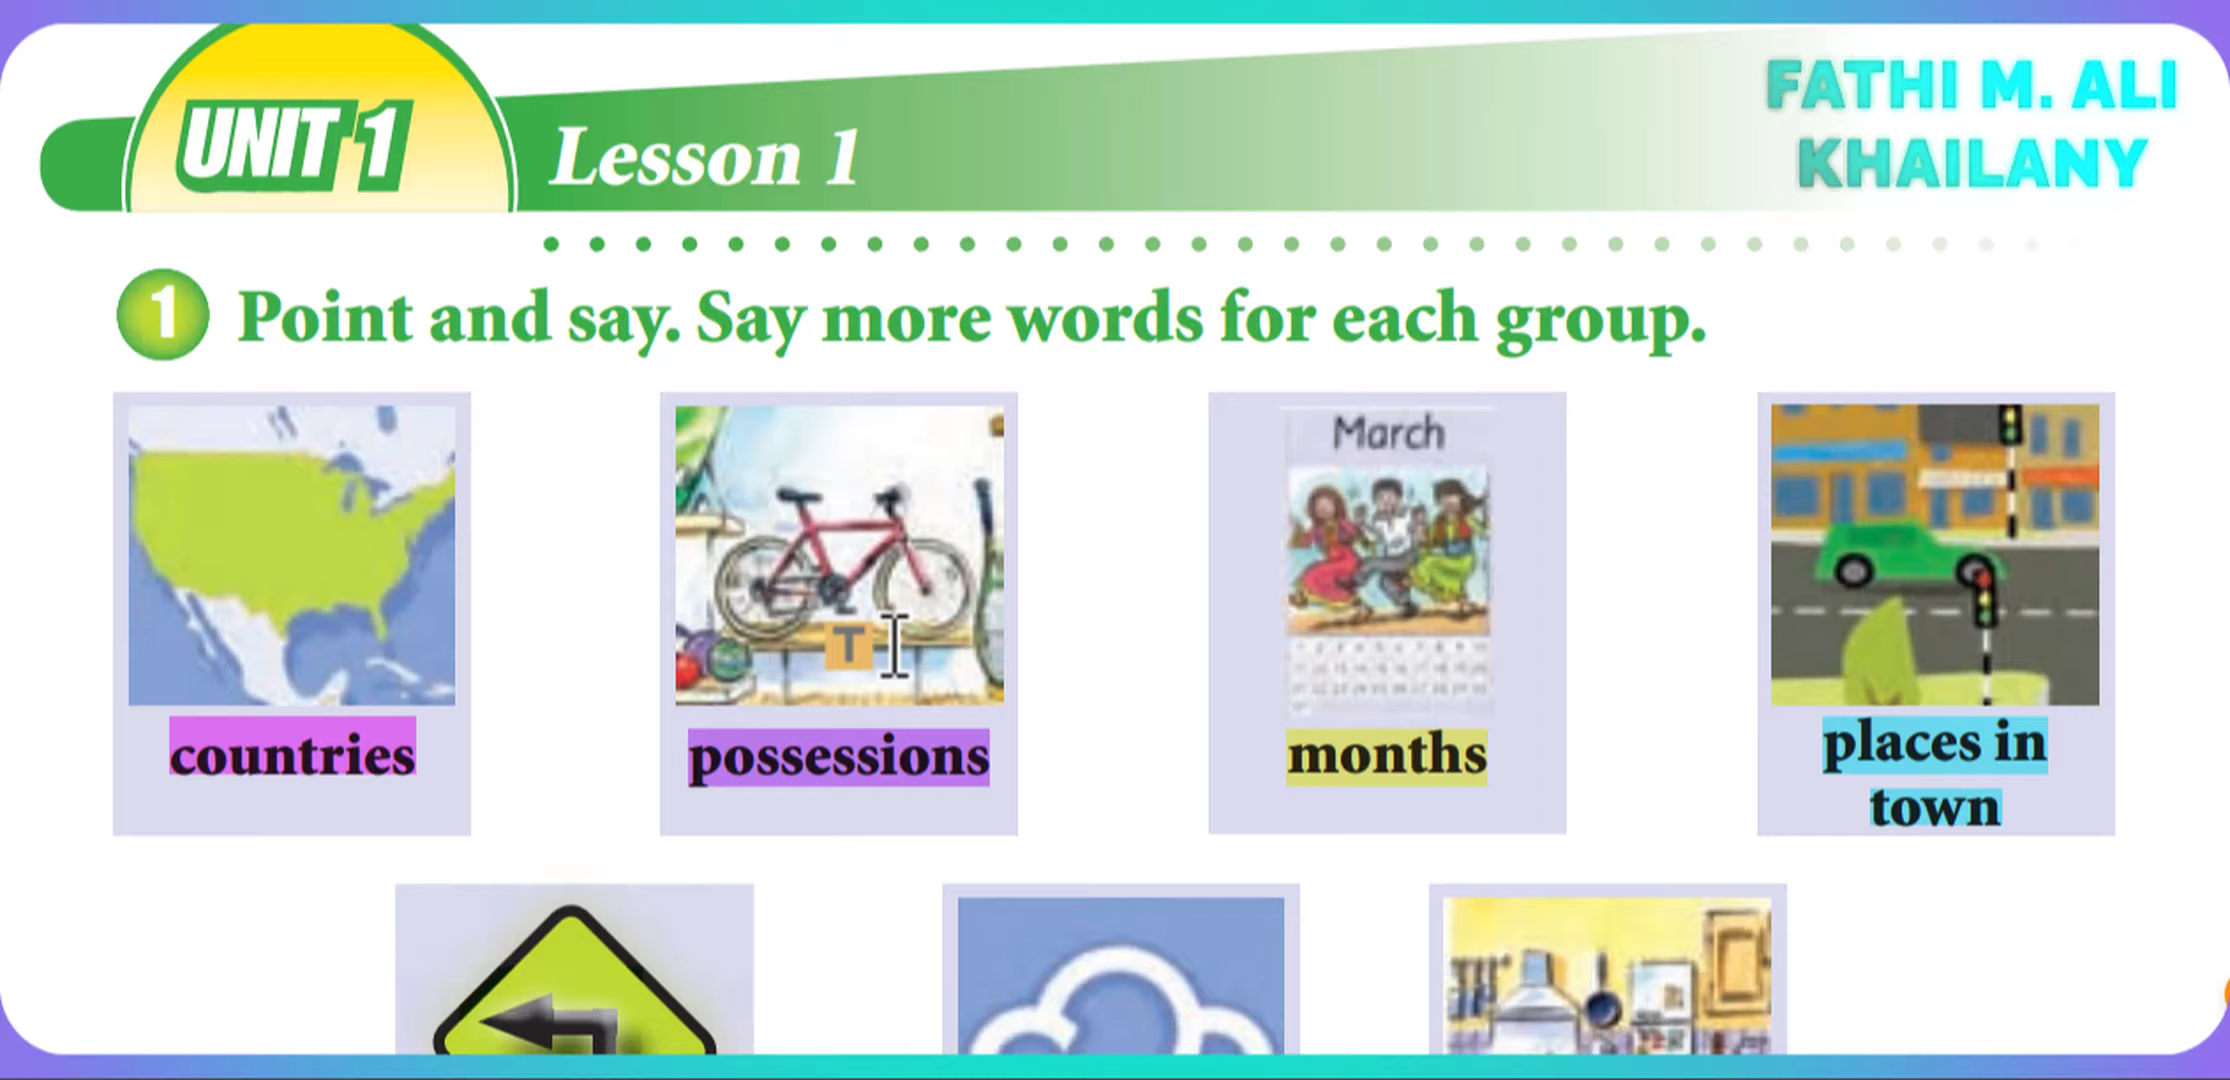 UNIT 1
Lesson 1
FATHI M. ALI
KHAILANY
1 Point and say. Say more words for each group.
March
T
countries
possessions
months
places in
town